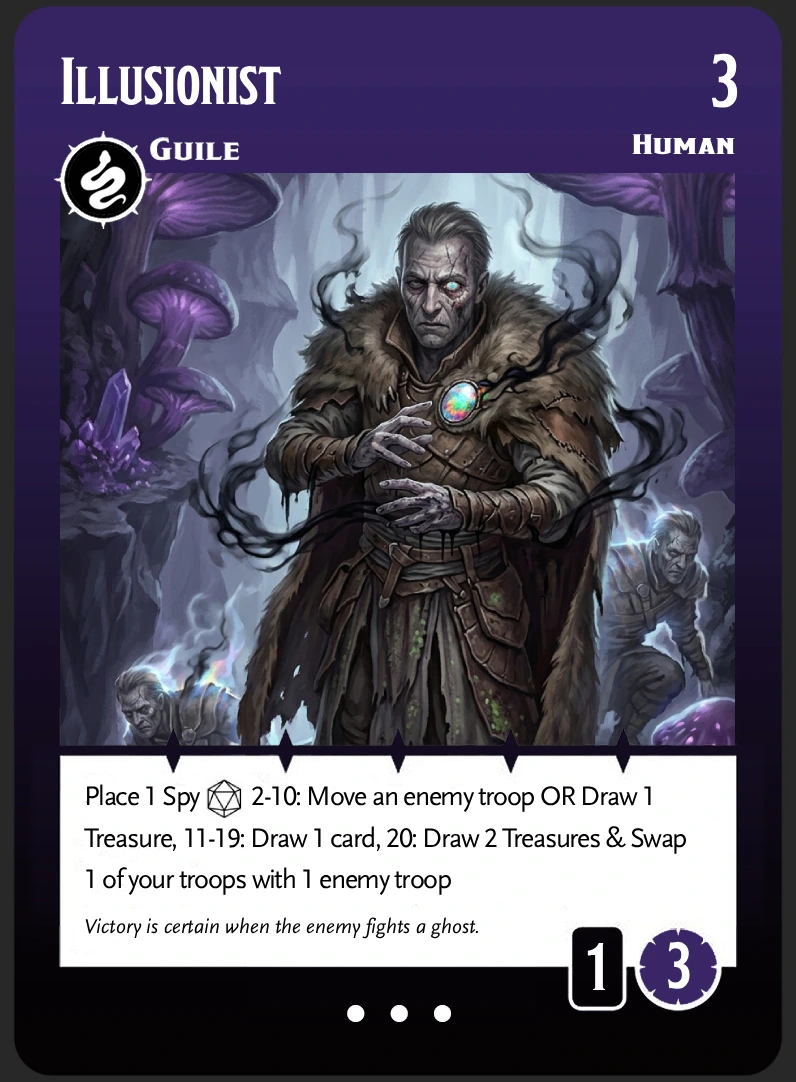 Illusionist 3
Guile Human
Place 1 Spy 2-10: Move an enemy troop OR Draw 1
Treasure, 11-19: Draw 1 card, 20: Draw 2 Treasures & Swap
1 of your troops with 1 enemy troop
Victory is certain when the enemy fights a ghost.
1 3